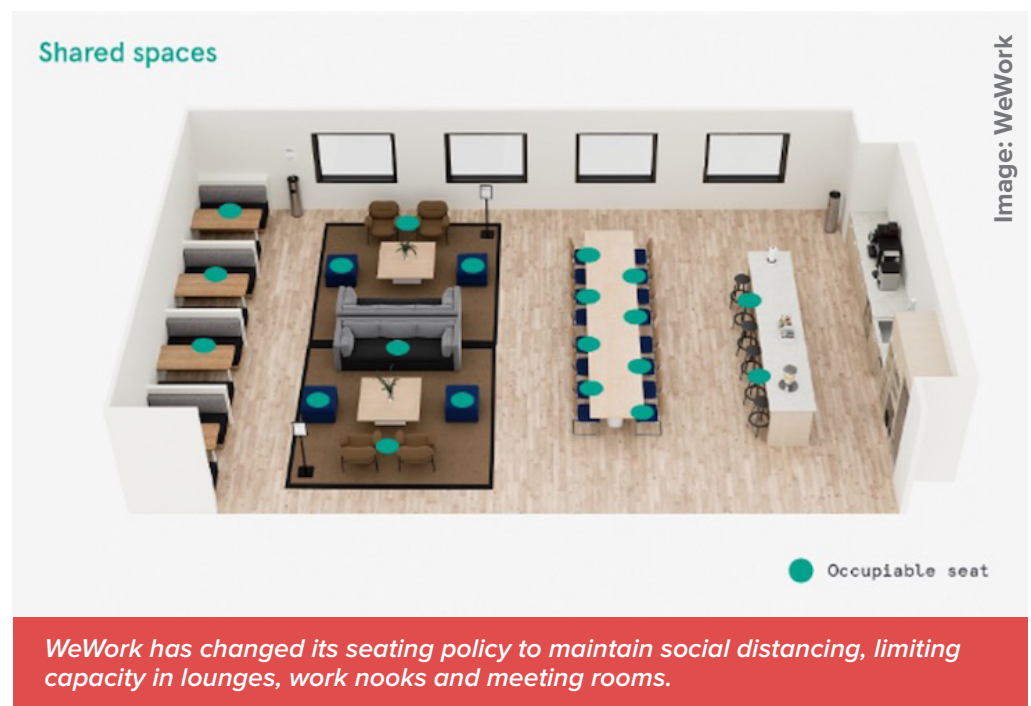 Shared spaces
Image: WeWork
Occupiable seat
WeWork has changed its seating policy to maintain social distancing, limiting
capacity in lounges, work nooks and meeting rooms.